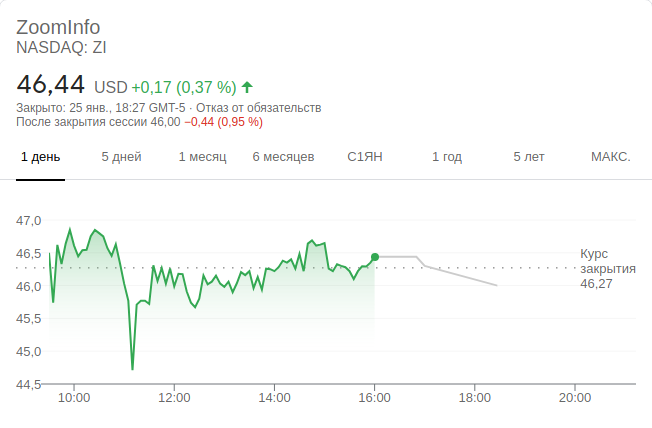 ZoomInfo
NASDAQ: ZI
46,44 USD +0,17 (0,37 %)
Закрыто: 25 янв., 18:27 GMT-5 · Отказ от обязательств
После закрытия сессии 46,00 −0,44 (0,95 %)
1 день 5 дней 1 месяц 6 месяцев С1ЯН 1 год 5 лет МАКС.
47,0
46,5
46,0
45,5
45,0
44,5
Курс
закрытия
46,27
10:00 12:00 14:00 16:00 18:00 20:00